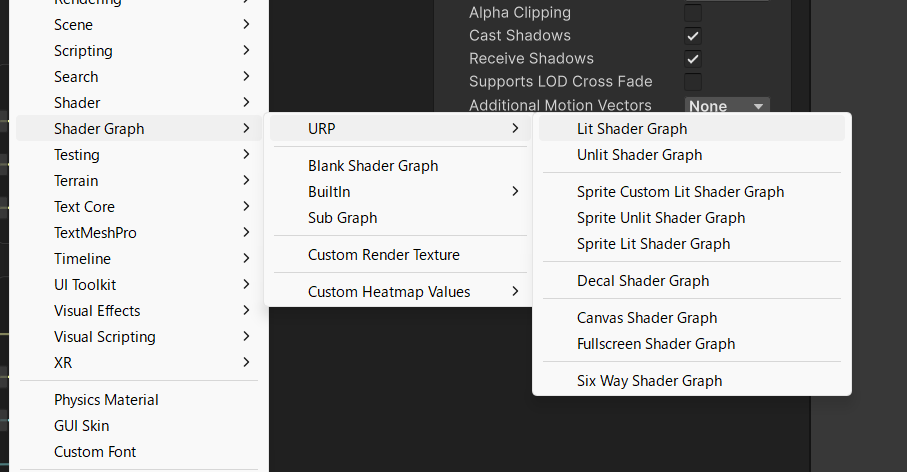 Rendering
Scene
Scripting
Search
Shader
Shader Graph
Testing
Terrain
Text Core
TextMeshPro
Timeline
UI Toolkit
Visual Effects
Visual Scripting
XR
Physics Material
GUI Skin
Custom Font
URP
Blank Shader Graph
BuiltIn
Sub Graph
Custom Render Texture
Custom Heatmap Values
Alpha Clipping
Cast Shadows
Receive Shadows
Supports LOD Cross Fade
Additional Motion Vectors None
Lit Shader Graph
Unlit Shader Graph
Sprite Custom Lit Shader Graph
Sprite Unlit Shader Graph
Sprite Lit Shader Graph
Decal Shader Graph
Canvas Shader Graph
Fullscreen Shader Graph
Six Way Shader Graph